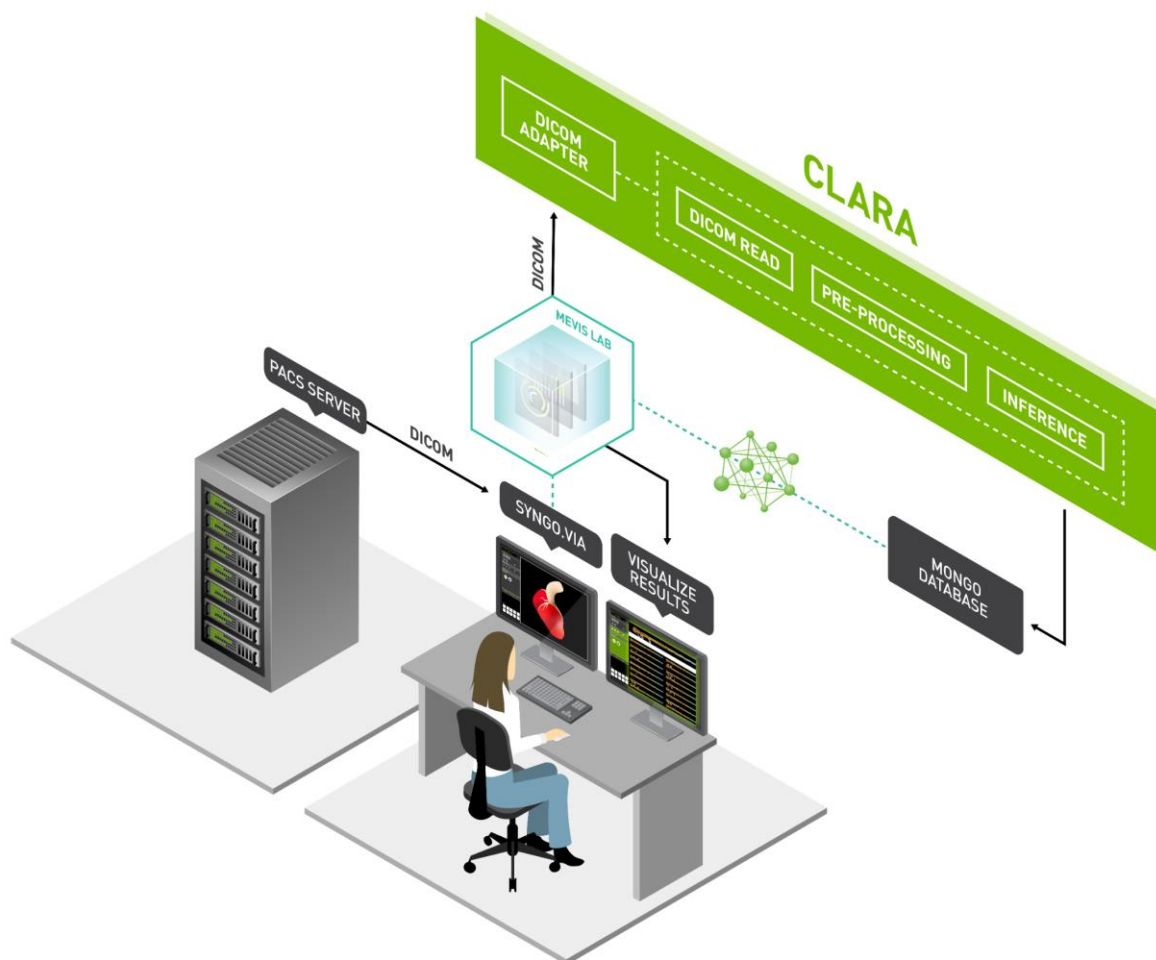 CLARA
DICOM
ADAPTER
DICOM READ
PRE-PROCESSING
INFERENCE
DICOM
MEVIS LAB
PACS SERVER
DICOM
SYNGO.VIA
VISUALIZE
RESULTS
MONGO
DATABASE